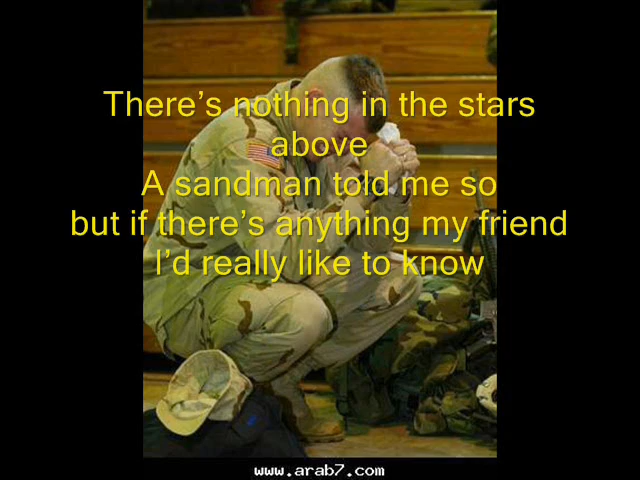 There’s nothing in the stars
above
A sandman told me so
but if there’s anything my friend
I’d really like to know
www.arab7.com